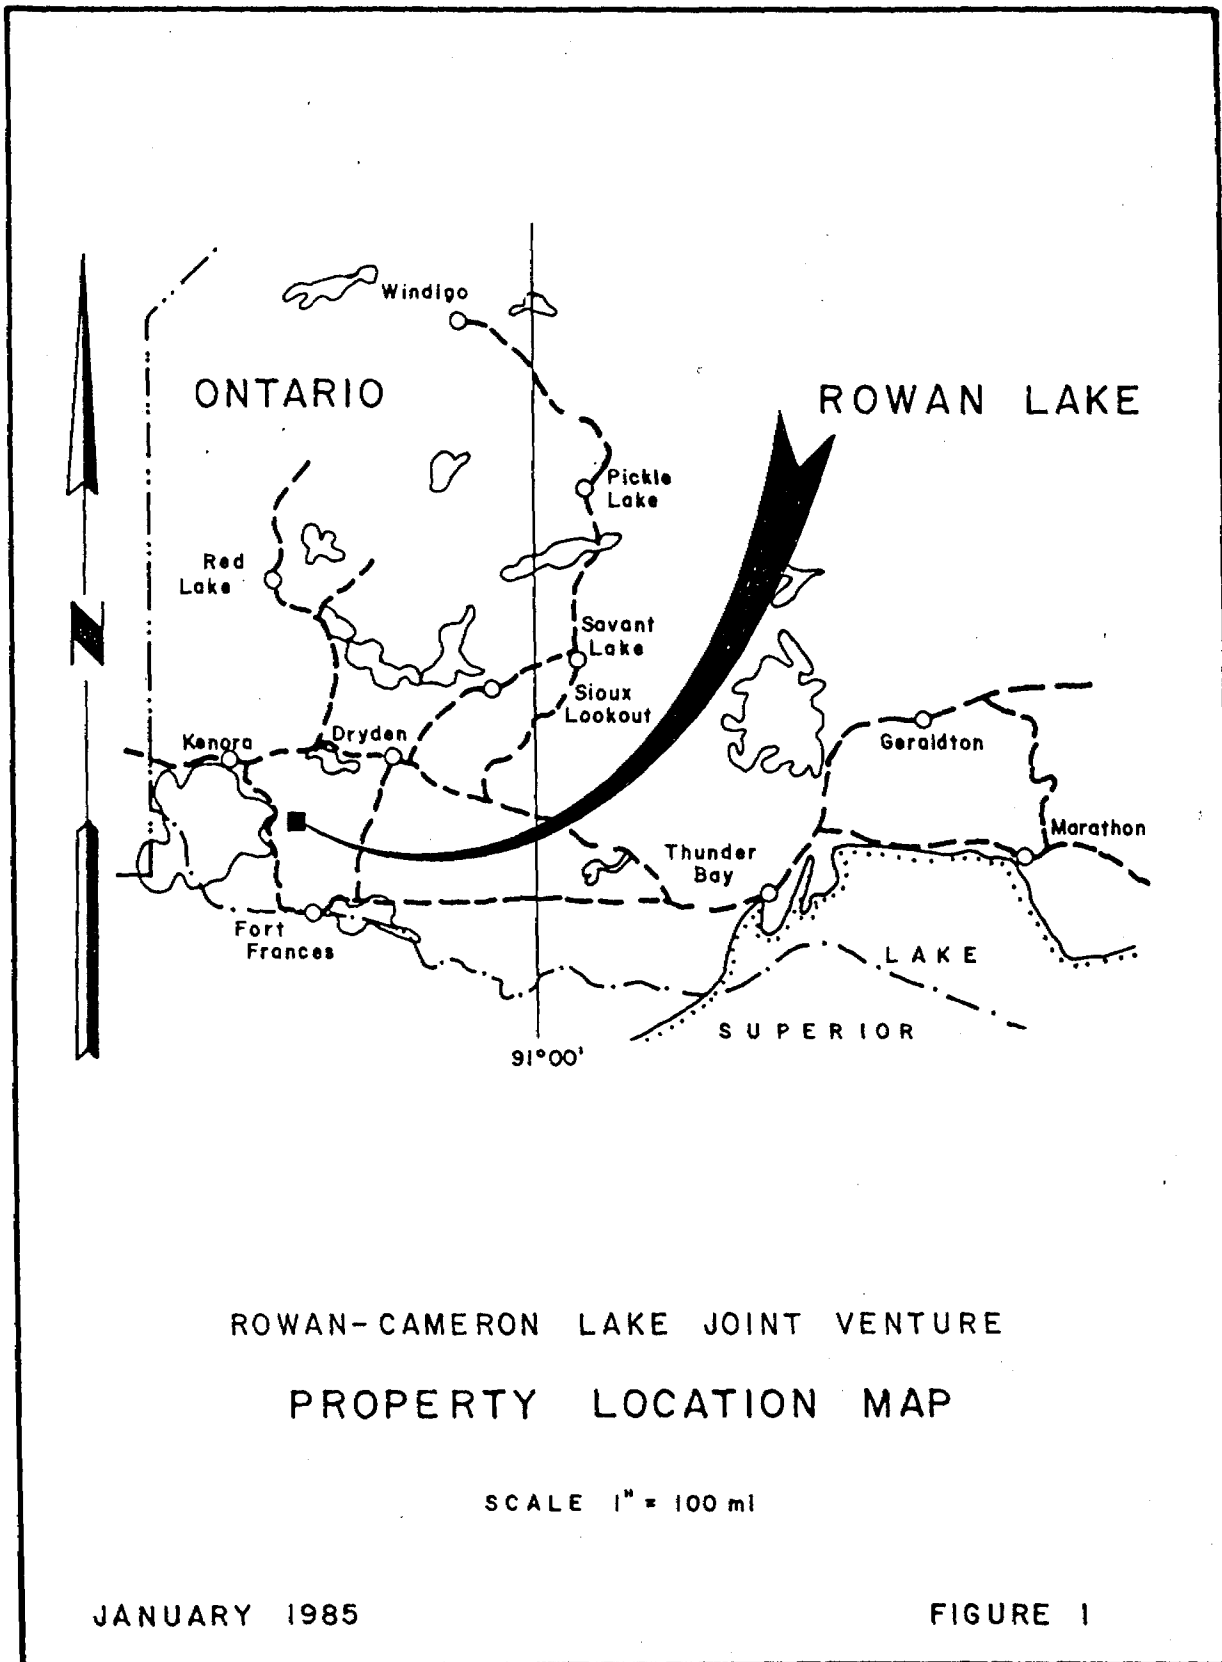 Windigo
ONTARIO
ROWAN LAKE
Pickle
Lake
Red
Lake
N
Savant
Lake
Sioux
Lookout
Kenora
Dryden
Geraldton
Marathon
Thunder
Bay
Fort
Frances
LAKE
SUPERIOR
91°00'
ROWAN-CAMERON LAKE JOINT VENTURE
PROPERTY LOCATION MAP
SCALE 1" = 100 mi
JANUARY 1985
FIGURE 1